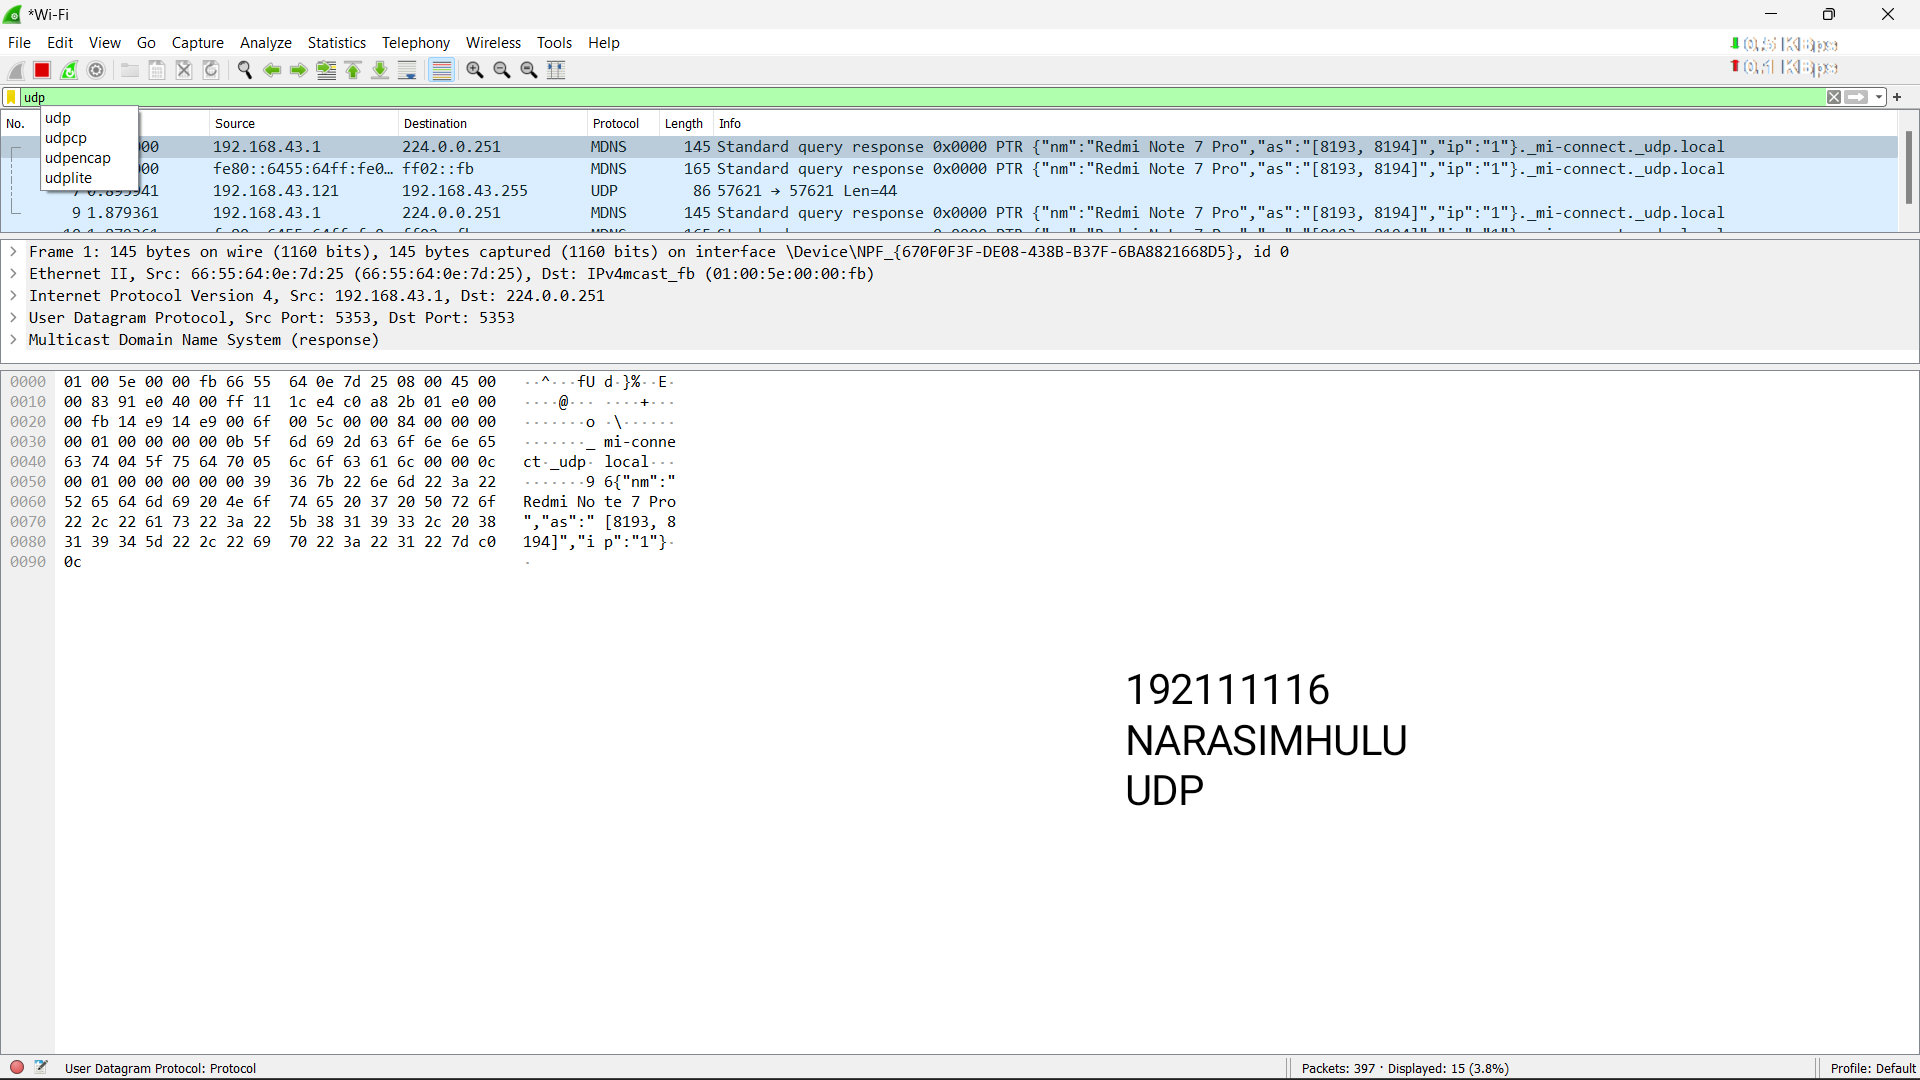 *Wi-Fi
File Edit View Go Capture Analyze Statistics Telephony Wireless Tools Help
0.5 KBps
0.1 KBps
udp
udp
udpcp
udpencap
udplite
No. Source Destination Protocol Length Info
00 192.168.43.1 224.0.0.251 MDNS 145 Standard query response 0x0000 PTR {"nm":"Redmi Note 7 Pro","as":"[8193, 8194]","ip":"1"}._mi-connect._udp.local
00 fe80::6455:64ff:fe0… ff02::fb MDNS 165 Standard query response 0x0000 PTR {"nm":"Redmi Note 7 Pro","as":"[8193, 8194]","ip":"1"}._mi-connect._udp.local
7 0.895941 192.168.43.121 192.168.43.255 UDP 86 57621 → 57621 Len=44
9 1.879361 192.168.43.1 224.0.0.251 MDNS 145 Standard query response 0x0000 PTR {"nm":"Redmi Note 7 Pro","as":"[8193, 8194]","ip":"1"}._mi-connect._udp.local
Frame 1: 145 bytes on wire (1160 bits), 145 bytes captured (1160 bits) on interface \Device\NPF_{670F0F3F-DE08-438B-B37F-6BA8821668D5}, id 0
Ethernet II, Src: 66:55:64:0e:7d:25 (66:55:64:0e:7d:25), Dst: IPv4mcast_fb (01:00:5e:00:00:fb)
Internet Protocol Version 4, Src: 192.168.43.1, Dst: 224.0.0.251
User Datagram Protocol, Src Port: 5353, Dst Port: 5353
Multicast Domain Name System (response)
0000 01 00 5e 00 00 fb 66 55 64 0e 7d 25 08 00 45 00 ··^···fU d·}%··E·
0010 00 83 91 e0 40 00 ff 11 1c e4 c0 a8 2b 01 e0 00 ····@··· ····+···
0020 00 fb 14 e9 14 e9 00 6f 00 5c 00 00 84 00 00 00 ·······o ·\······
0030 00 01 00 00 00 00 0b 5f 6d 69 2d 63 6f 6e 6e 65 ·······_ mi-conne
0040 63 74 04 5f 75 64 70 05 6c 6f 63 61 6c 00 00 0c ct·_udp· local···
0050 00 01 00 00 00 00 00 39 36 7b 22 6e 6d 22 3a 22 ·······9 6{"nm":"
0060 52 65 64 6d 69 20 4e 6f 74 65 20 37 20 50 72 6f Redmi No te 7 Pro
0070 22 2c 22 61 73 22 3a 22 5b 38 31 39 33 2c 20 38 ","as":" [8193, 8
0080 31 39 34 5d 22 2c 22 69 70 22 3a 22 31 22 7d c0 194]","i p":"1"}·
0090 0c ·
192111116
NARASIMHULU
UDP
User Datagram Protocol: Protocol Packets: 397 · Displayed: 15 (3.8%) Profile: Default